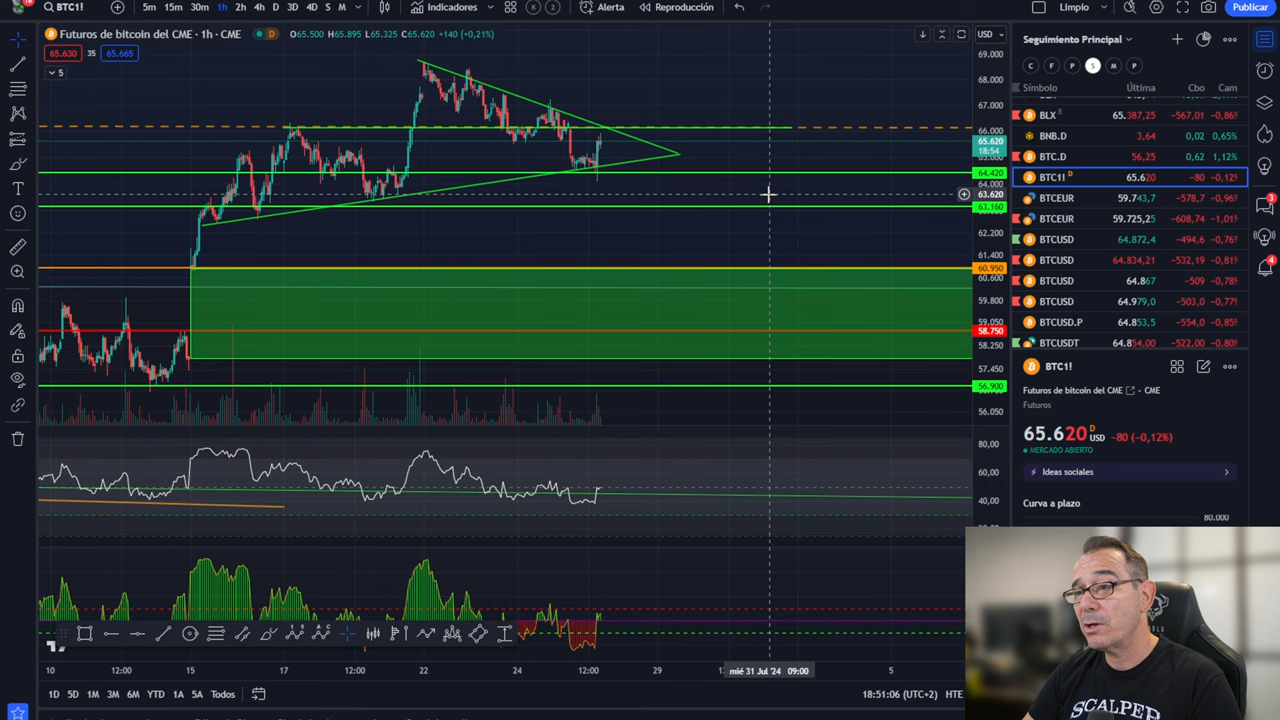 BTC1!
5m 15m 30m 1h 2h 4h D 3D 4D S M
Indicadores
Alerta
Reproducción
Limpio
Publicar
Futuros de bitcoin del CME · 1h · CME
D
O65.500 H65.895 L65.325 C65.620 +140 (+0,21%)
65.630 35 65.665
5
USD
69.000
68.000
67.000
66.000
65.620
18:54
65.000
64.420
64.000
63.620
63.160
62.200
61.400
60.950
60.600
59.800
59.050
58.750
58.250
57.450
56.900
56.050
80,00
60,00
40,00
10 12:00 15 17 12:00 22 24 12:00 29 mié 31 Jul '24 09:00 5
1D 5D 1M 3M 6M YTD 1A 5A Todos
18:51:06 (UTC+2) HTE
Seguimiento Principal
C F P S M P
Símbolo Última Cbo Cam
BLX E 65.387,25 -567,01 -0,86
BNB.D 3,64 0,02 0,65%
BTC.D 56,25 0,62 1,12%
BTC1! D 65.620 -80 -0,12
BTCEUR 59.743,7 -578,7 -0,96
BTCEUR 59.725,25 -608,74 -1,01
BTCUSD 64.872,4 -494,6 -0,76
BTCUSD 64.834,21 -532,19 -0,81
BTCUSD 64.867 -509 -0,78
BTCUSD 64.979,0 -503,0 -0,77
BTCUSD.P 64.853,5 -554,0 -0,85
BTCUSDT 64.854,00 -522,00 -0,80
BTC1!
Futuros de bitcoin del CME · CME
Futuros
65.620 D USD −80 (−0,12%)
MERCADO ABIERTO
Ideas sociales
Curva a plazo
80.000
SCALPER